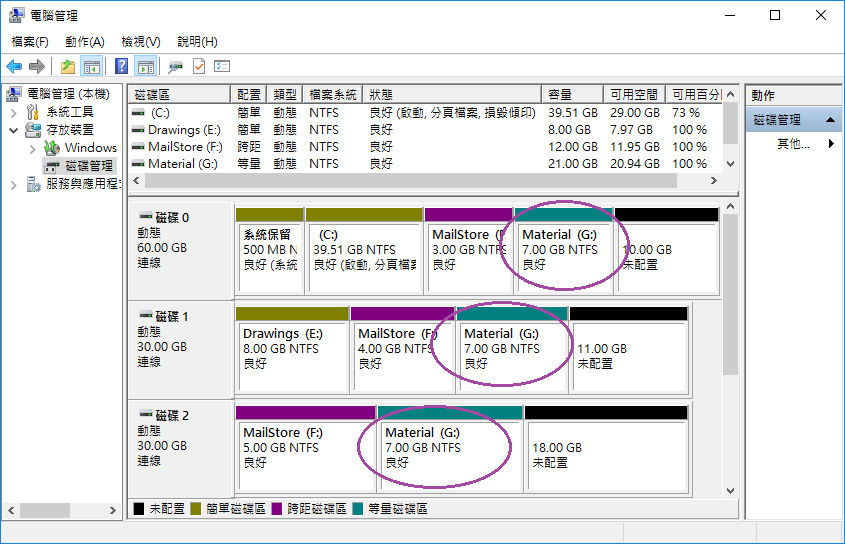 電腦管理
檔案(F) 動作(A) 檢視(V) 說明(H)
電腦管理 (本機)
系統工具
存放裝置
Windows
磁碟管理
服務與應用程
磁碟區 配置 類型 檔案系統 狀態 容量 可用空間 可用百分
(C:) 簡單 動態 NTFS 良好 (啟動, 分頁檔案, 損毀傾印) 39.51 GB 29.00 GB 73 %
Drawings (E:) 簡單 動態 NTFS 良好 8.00 GB 7.97 GB 100 %
MailStore (F:) 跨距 動態 NTFS 良好 12.00 GB 11.95 GB 100 %
Material (G:) 等量 動態 NTFS 良好 21.00 GB 20.94 GB 100 %
動作
磁碟管理
其他...
磁碟 0
動態
60.00 GB
連線
系統保留
500 MB N
良好 (系統
(C:)
39.51 GB NTFS
良好 (啟動, 分頁檔案
MailStore (F
3.00 GB NTFS
良好
Material (G:)
7.00 GB NTFS
良好
10.00 GB
未配置
磁碟 1
動態
30.00 GB
連線
Drawings (E:)
8.00 GB NTFS
良好
MailStore (F:)
4.00 GB NTFS
良好
Material (G:)
7.00 GB NTFS
良好
11.00 GB
未配置
磁碟 2
動態
30.00 GB
連線
MailStore (F:)
5.00 GB NTFS
良好
Material (G:)
7.00 GB NTFS
良好
18.00 GB
未配置
未配置 簡單磁碟區 跨距磁碟區 等量磁碟區